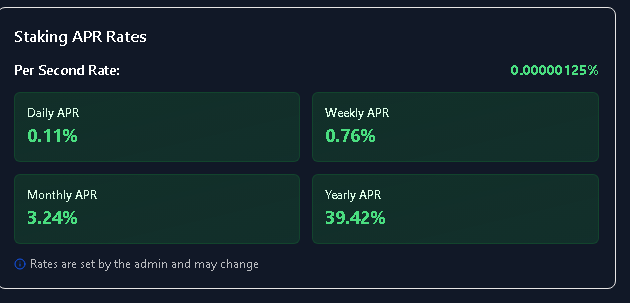 Staking APR Rates
Per Second Rate: 0.00000125%
Daily APR
0.11%
Weekly APR
0.76%
Monthly APR
3.24%
Yearly APR
39.42%
Rates are set by the admin and may change